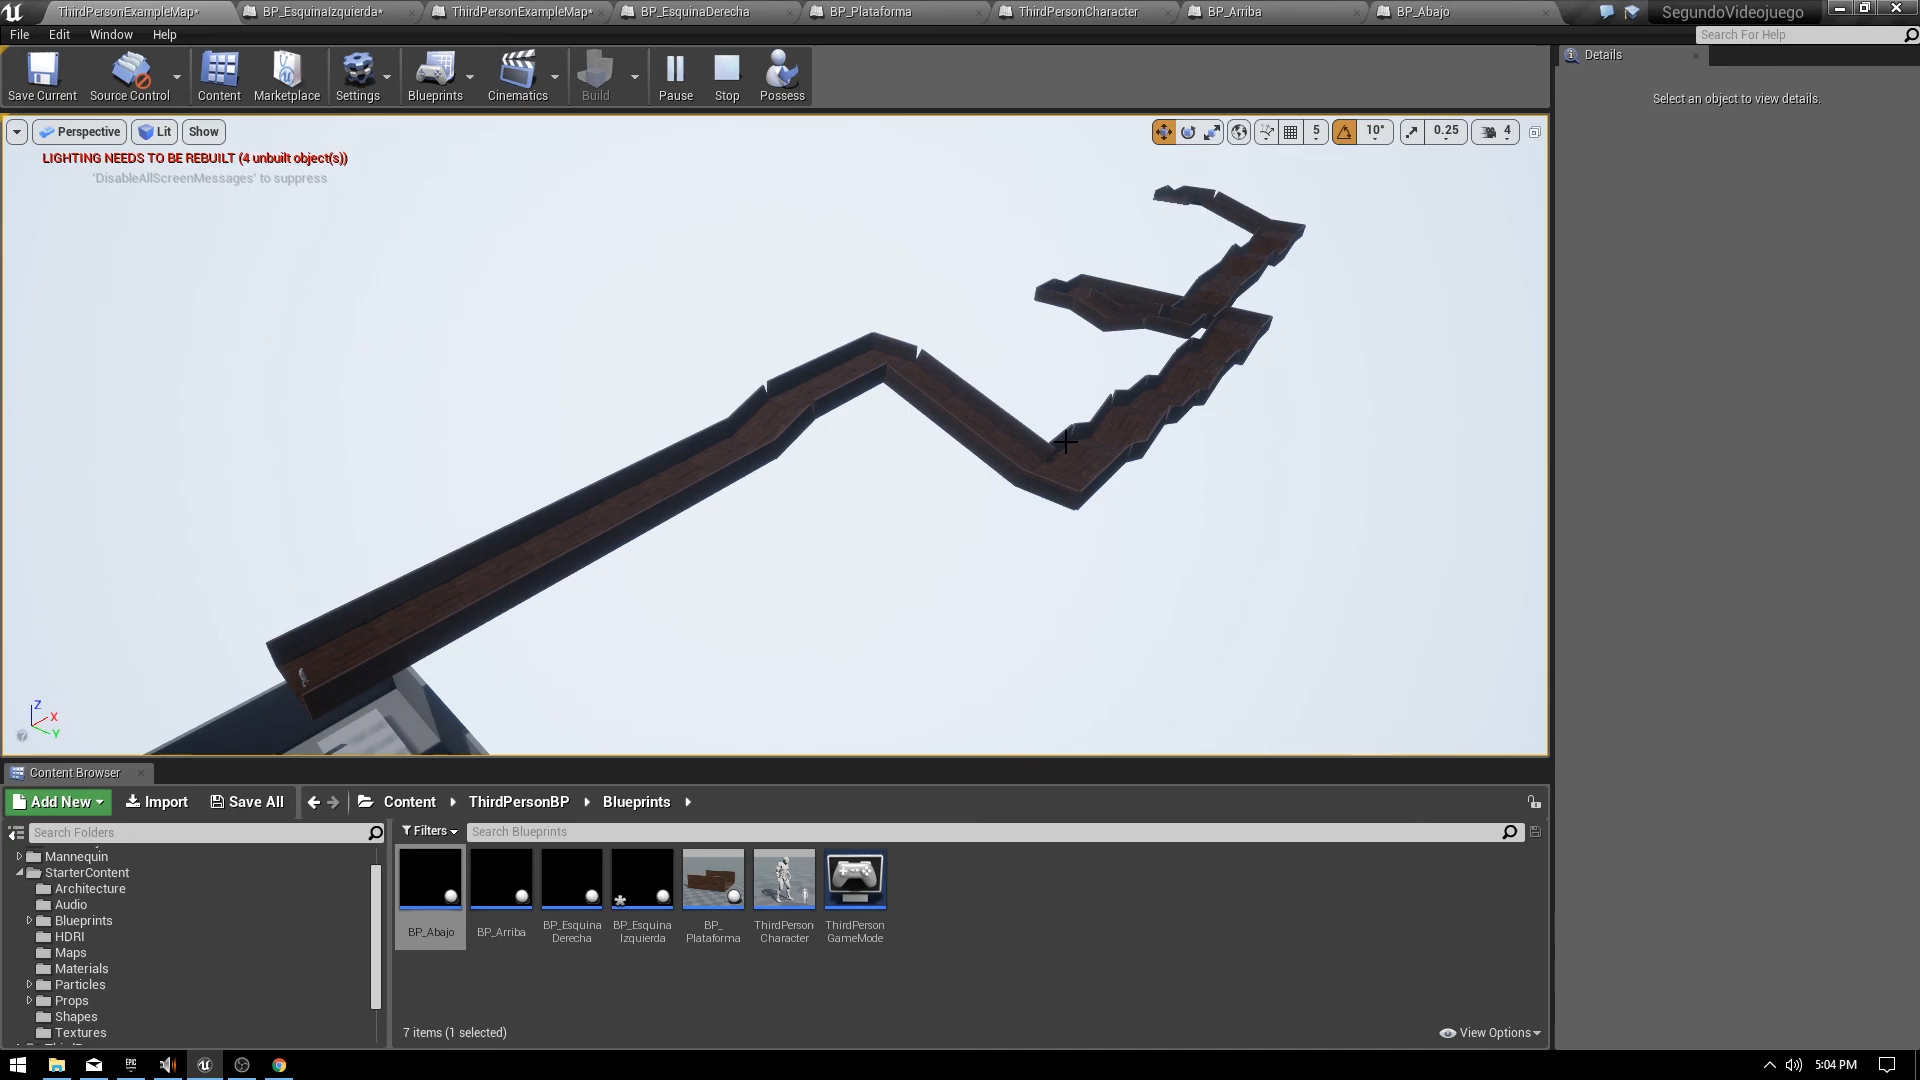 ThirdPersonExampleMap*
BP_EsquinaIzquierda*
ThirdPersonExampleMap*
BP_EsquinaDerecha
BP_Plataforma
ThirdPersonCharacter
BP_Arriba
BP_Abajo
SegundoVideojuego
File Edit Window Help
Search For Help
Save Current
Source Control
Content
Marketplace
Settings
Blueprints
Cinematics
Build
Pause
Stop
Possess
Details
Select an object to view details.
Perspective
Lit
Show
5
10°
0.25
4
LIGHTING NEEDS TO BE REBUILT (4 unbuilt object(s))
'DisableAllScreenMessages' to suppress
Z
X
Y
Content Browser
Add New
Import
Save All
Content
ThirdPersonBP
Blueprints
Search Folders
Filters
Search Blueprints
Mannequin
StarterContent
Architecture
Audio
Blueprints
HDRI
Maps
Materials
Particles
Props
Shapes
Textures
BP_Abajo
BP_Arriba
BP_Esquina
Derecha
BP_Esquina
Izquierda
BP_
Plataforma
ThirdPerson
Character
ThirdPerson
GameMode
7 items (1 selected)
View Options
EPIC
5:04 PM